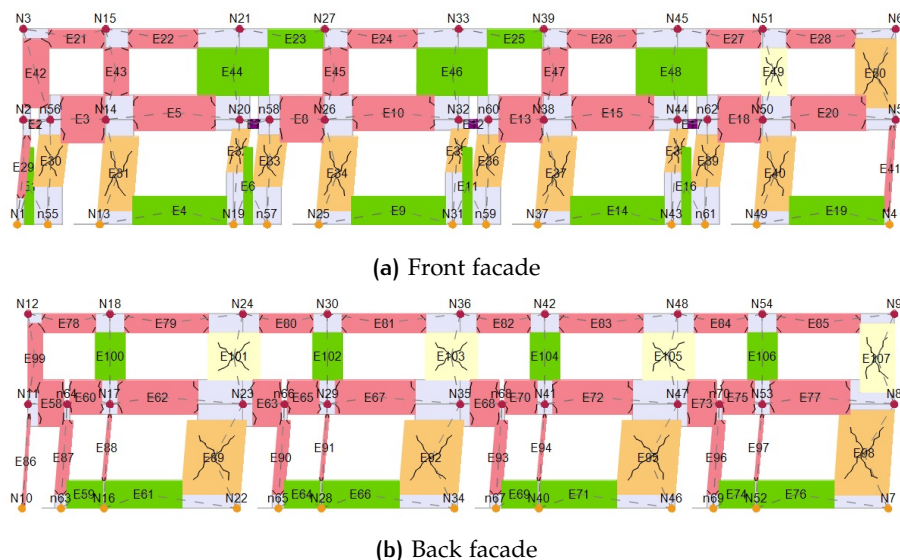 N3 N15 N21 N27 N33 N39 N45 N51 N6
E21 E22 E23 E24 E25 E26 E27 E28
E42 E43 E44 E45 E46 E47 E48 E49 E50
N2 n56 N14 N20 n58 N26 N32 n60 N38 N44 n62 N50 N5
E2 E3 E5 E8 E10 E13 E15 E18 E20
E29 E30 E31 E33 E34 E36 E37 E39 E40 E41
E6 E11 E16
E4 E9 E14 E19
N1 n55 N13 N19 n57 N25 N31 n59 N37 N43 n61 N49 N4
(a) Front facade
N12 N18 N24 N30 N36 N42 N48 N54 N9
E78 E79 E80 E81 E82 E83 E84 E85
E99 E100 E101 E102 E103 E104 E105 E106 E107
N11 n64 N17 N23 n66 N29 N35 n68 N41 N47 n70 N53 N8
E58 E60 E62 E63 E65 E67 E68 E70 E72 E73 E75 E77
E86 E87 E88 E89 E90 E91 E92 E93 E94 E95 E96 E97 E98
E59 E61 E64 E66 E69 E71 E74 E76
N10 n63 N16 N22 n65 N28 N34 n67 N40 N46 n69 N52 N7
(b) Back facade